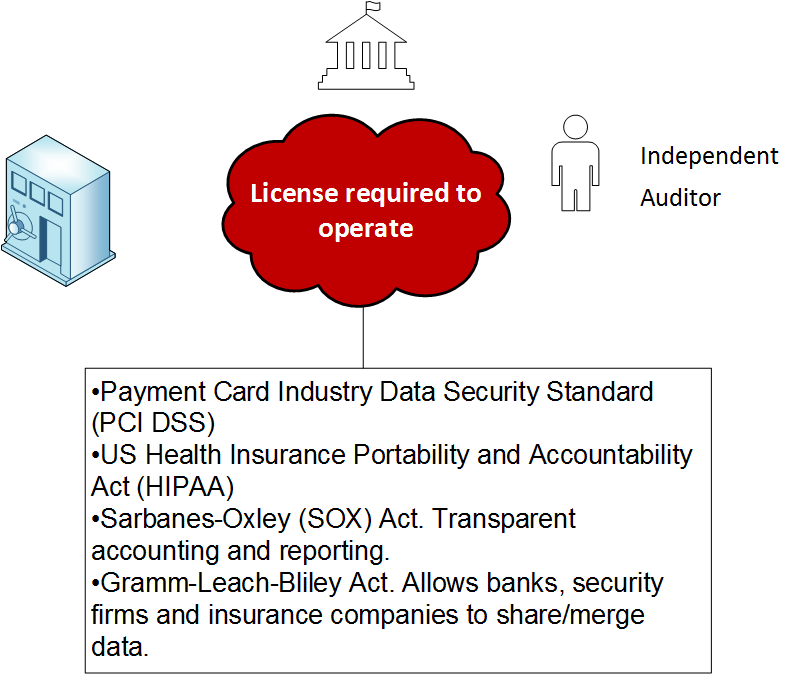 License required to
operate
Independent
Auditor
•Payment Card Industry Data Security Standard
(PCI DSS)
•US Health Insurance Portability and Accountability
Act (HIPAA)
•Sarbanes-Oxley (SOX) Act. Transparent
accounting and reporting.
•Gramm-Leach-Bliley Act. Allows banks, security
firms and insurance companies to share/merge
data.